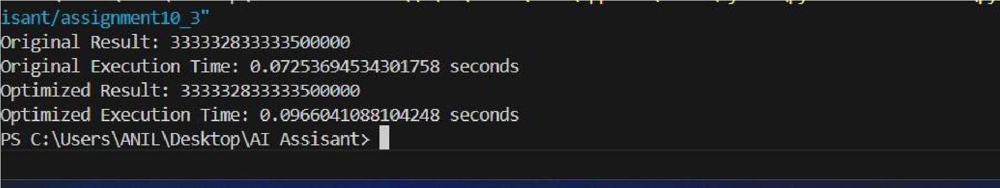 isant/assignment10_3"
Original Result: 333332833333500000
Original Execution Time: 0.07253694534301758 seconds
Optimized Result: 333332833333500000
Optimized Execution Time: 0.0966041088104248 seconds
PS C:\Users\ANIL\Desktop\AI Assisant>